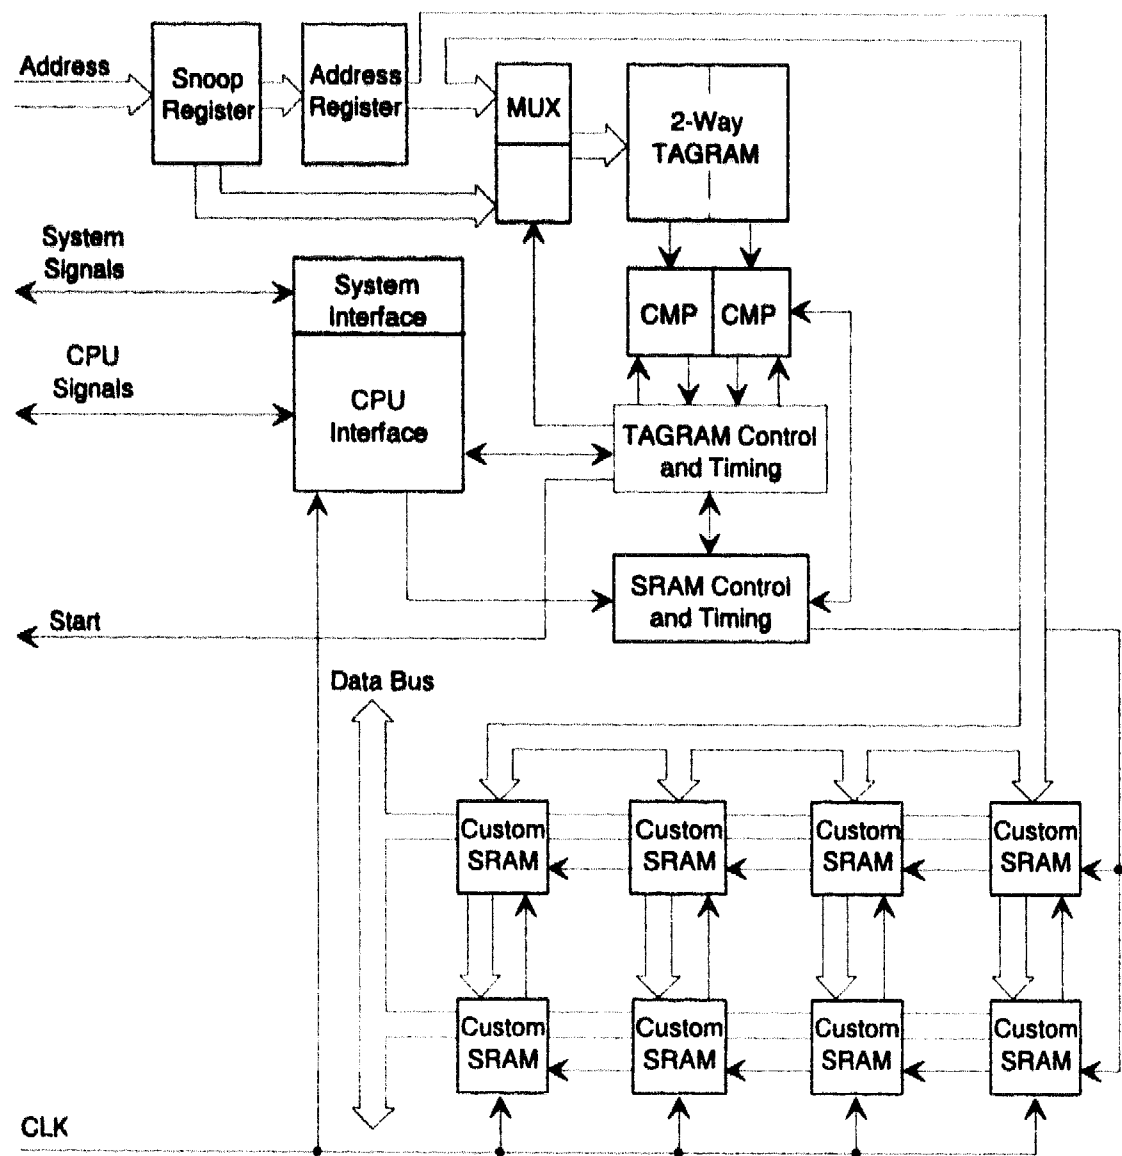 Address
Snoop
Register
Address
Register
MUX
2-Way
TAGRAM
System
Signals
System
Interface
CMP
CMP
CPU
Signals
CPU
Interface
TAGRAM Control
and Timing
SRAM Control
and Timing
Start
Data Bus
Custom
SRAM
Custom
SRAM
Custom
SRAM
Custom
SRAM
Custom
SRAM
Custom
SRAM
Custom
SRAM
Custom
SRAM
CLK